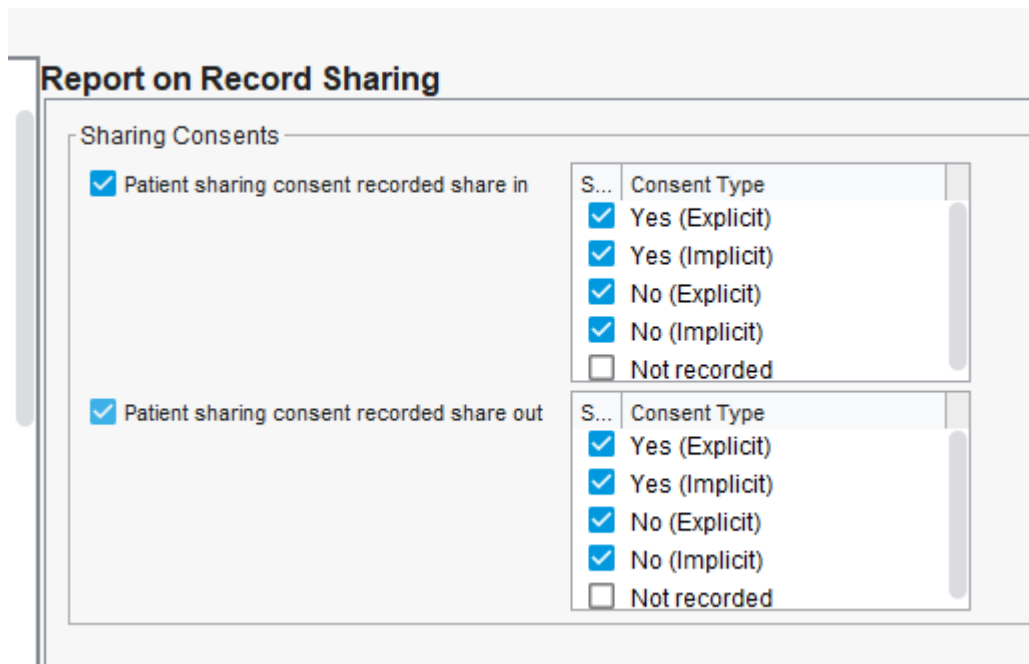 Report on Record Sharing
Sharing Consents
Patient sharing consent recorded share in
S... Consent Type
Yes (Explicit)
Yes (Implicit)
No (Explicit)
No (Implicit)
Not recorded
Patient sharing consent recorded share out
S... Consent Type
Yes (Explicit)
Yes (Implicit)
No (Explicit)
No (Implicit)
Not recorded